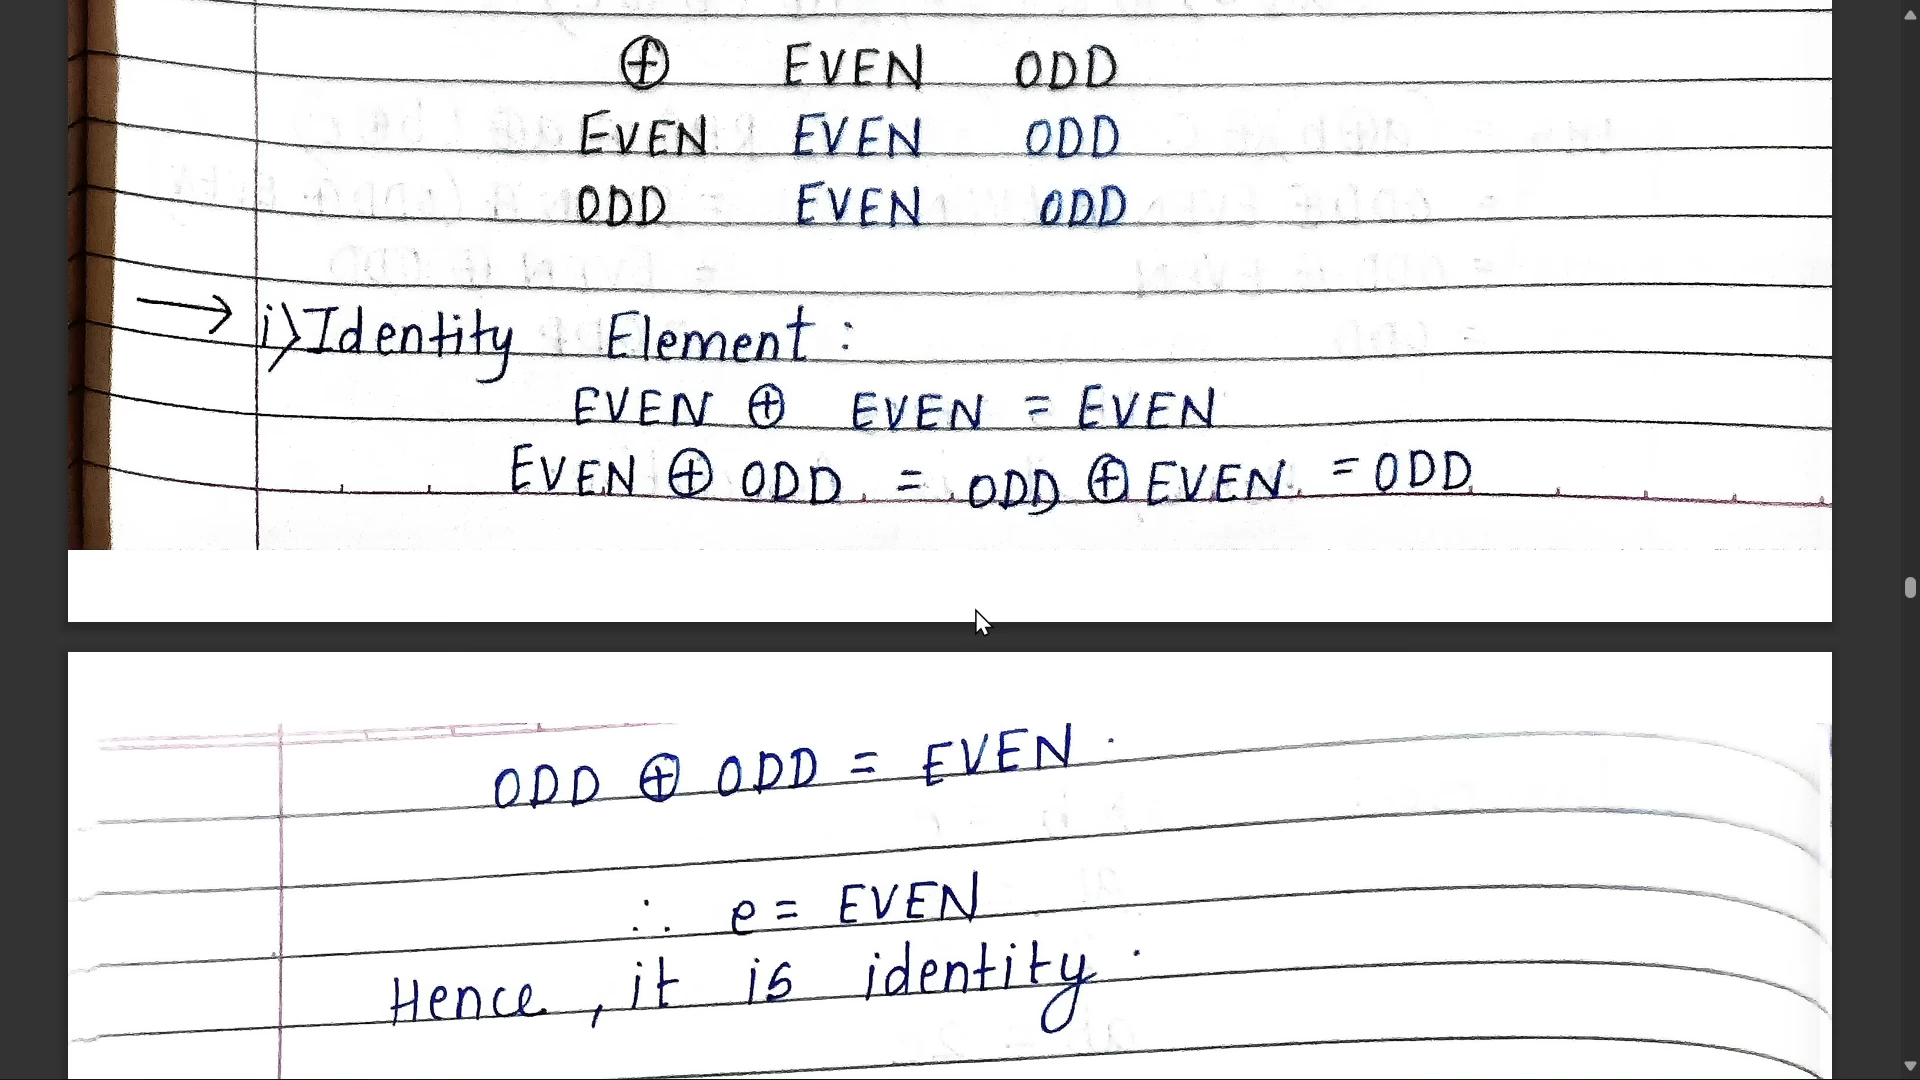 ⊕ EVEN ODD
EVEN EVEN ODD
ODD EVEN ODD
→ i) Identity Element :
EVEN ⊕ EVEN = EVEN
EVEN ⊕ ODD = ODD ⊕ EVEN = ODD
ODD ⊕ ODD = EVEN.
∴ e = EVEN
Hence, it is identity.